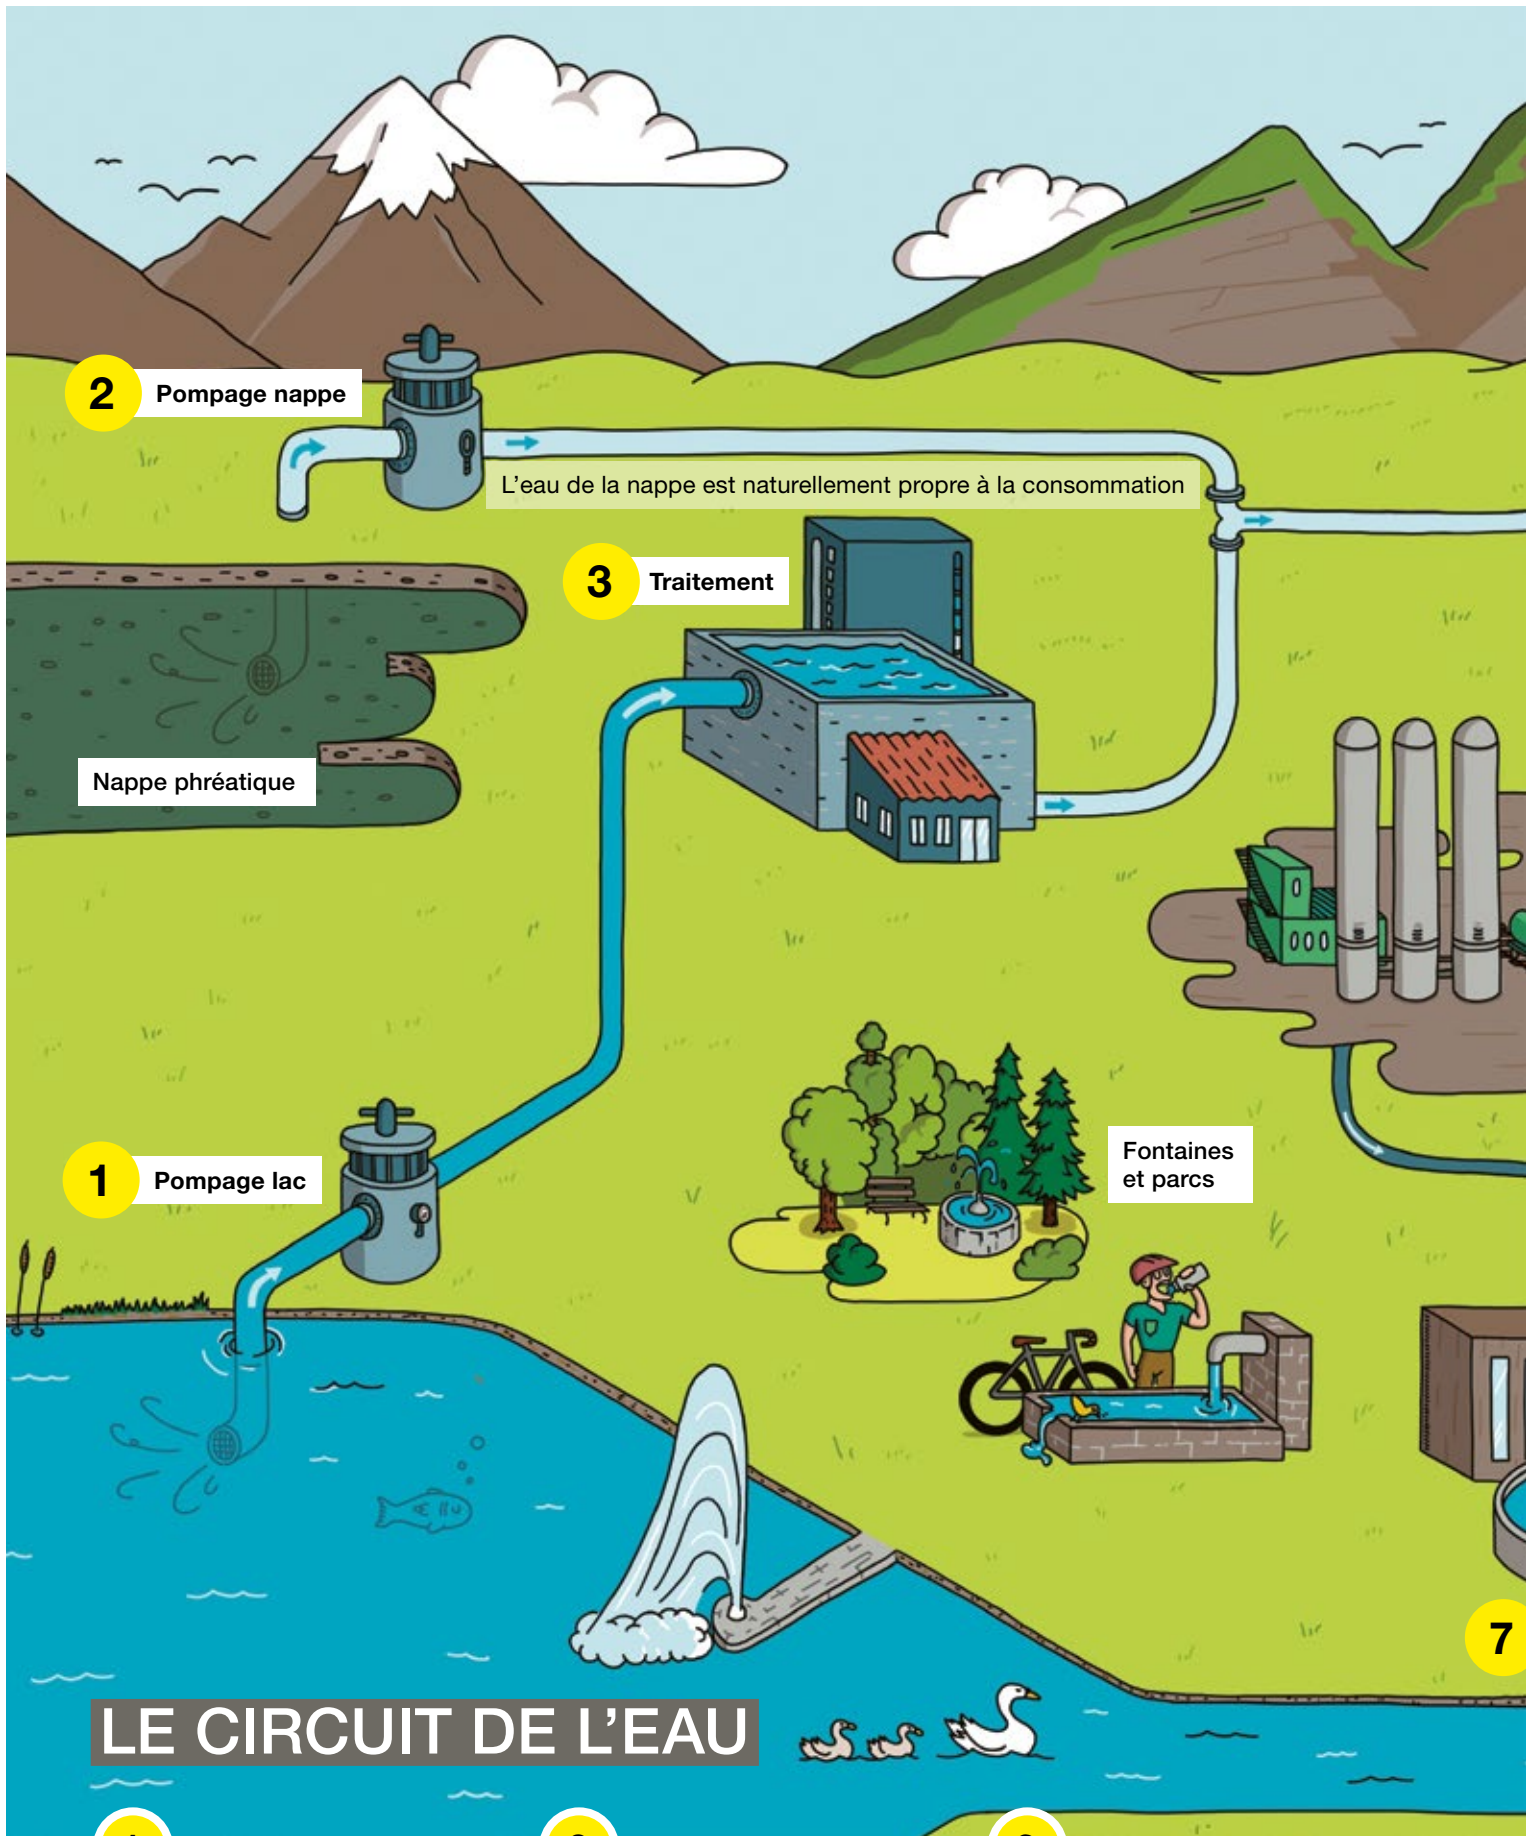 2 Pompage nappe
L'eau de la nappe est naturellement propre à la consommation
3 Traitement
Nappe phréatique
1 Pompage lac
Fontaines
et parcs
7
LE CIRCUIT DE L'EAU